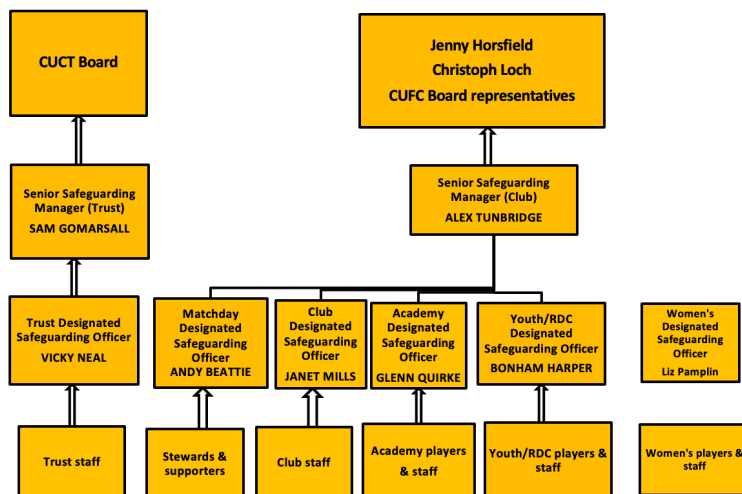 CUCT Board
Jenny Horsfield
Christoph Loch
CUFC Board representatives
Senior Safeguarding
Manager (Trust)
SAM GOMARSALL
Senior Safeguarding
Manager (Club)
ALEX TUNBRIDGE
Trust Designated
Safeguarding Officer
VICKY NEAL
Matchday
Designated
Safeguarding
Officer
ANDY BEATTIE
Club
Designated
Safeguarding
Officer
JANET MILLS
Academy
Designated
Safeguarding
Officer
GLENN QUIRKE
Youth/RDC
Designated
Safeguarding Officer
BONHAM HARPER
Women's
Designated
Safeguarding
Officer
Liz Pamplin
Trust staff
Stewards &
supporters
Club staff
Academy players
& staff
Youth/RDC players &
staff
Women's players &
staff